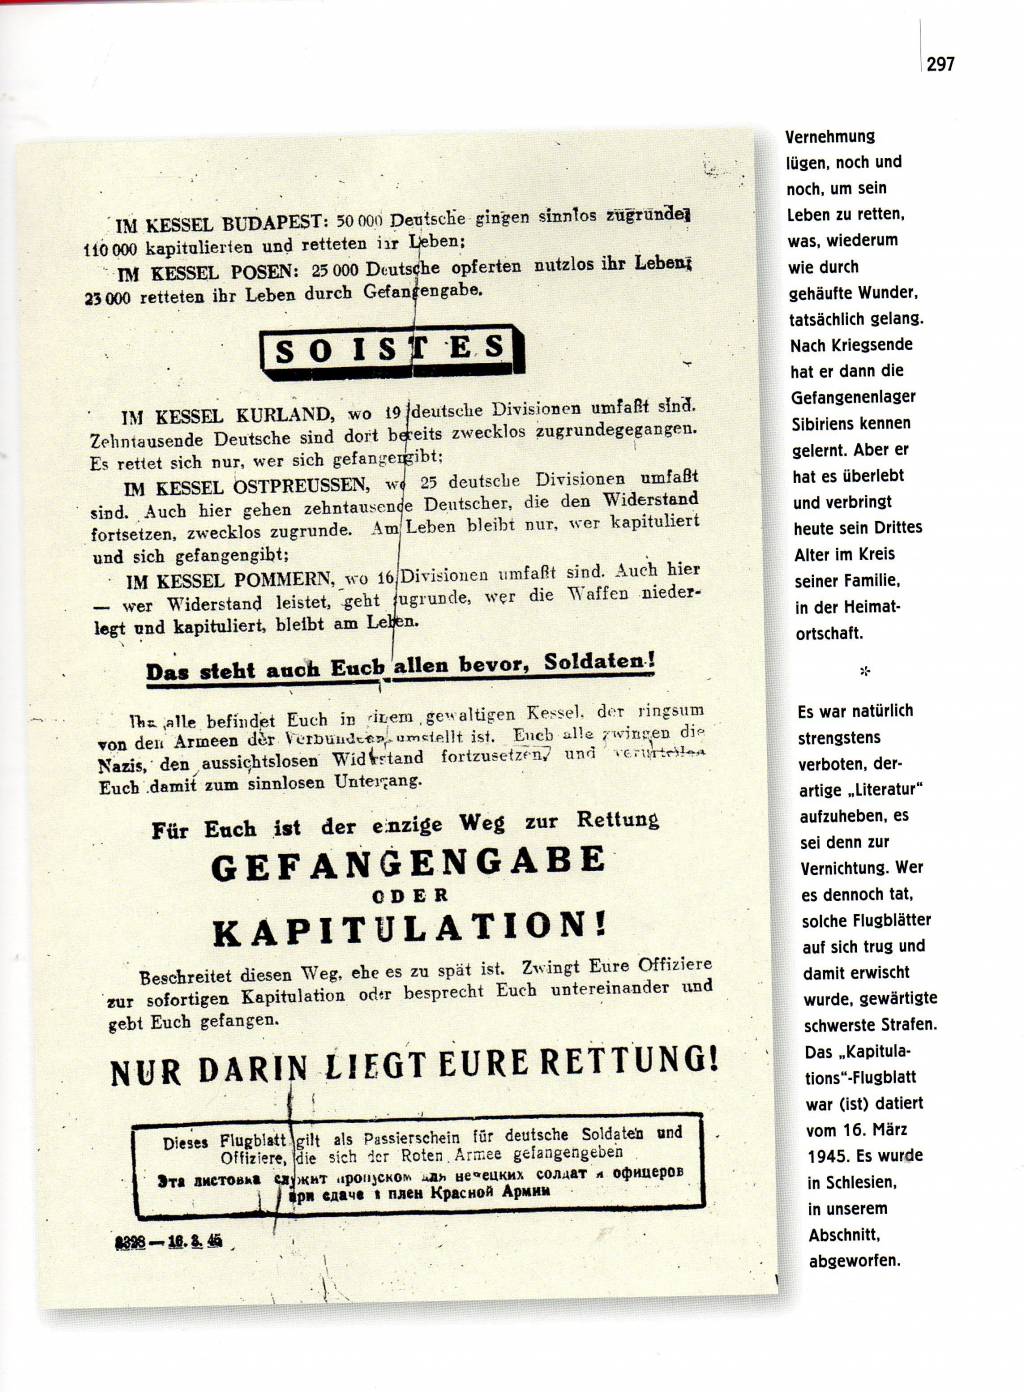 297
IM KESSEL BUDAPEST: 50 000 Deutsche gingen sinnlos zugrunde;
110 000 kapitulierten und retteten ihr Leben;
IM KESSEL POSEN: 25 000 Deutsche opferten nutzlos ihr Leben;
23 000 retteten ihr Leben durch Gefangengabe.
SO IST ES
IM KESSEL KURLAND, wo 19 deutsche Divisionen umfaßt sind.
Zehntausende Deutsche sind dort bereits zwecklos zugrundegegangen.
Es rettet sich nur, wer sich gefangengibt;
IM KESSEL OSTPREUSSEN, wo 25 deutsche Divisionen umfaßt
sind. Auch hier gehen zehntausende Deutscher, die den Widerstand
fortsetzen, zwecklos zugrunde. Am Leben bleibt nur, wer kapituliert
und sich gefangengibt;
IM KESSEL POMMERN, wo 16 Divisionen umfaßt sind. Auch hier
— wer Widerstand leistet, geht zugrunde, wer die Waffen nieder-
legt und kapituliert, bleibt am Leben.
Das steht auch Euch allen bevor, Soldaten!
Ihr alle befindet Euch in einem gewaltigen Kessel, der ringsum
von den Armeen der Verbündeten umstellt ist. Euch alle zwingen die
Nazis, den aussichtslosen Widerstand fortzusetzen, und verurteilen
Euch damit zum sinnlosen Untergang.
Für Euch ist der einzige Weg zur Rettung
GEFANGENGABE
ODER
KAPITULATION!
Beschreitet diesen Weg, ehe es zu spät ist. Zwingt Eure Offiziere
zur sofortigen Kapitulation oder besprecht Euch untereinander und
gebt Euch gefangen.
NUR DARIN LIEGT EURE RETTUNG!
Dieses Flugblatt gilt als Passierschein für deutsche Soldaten und
Offiziere, die sich der Roten Armee gefangengeben
Эта листовка служит пропуском для немецких солдат и офицеров
при сдаче в плен Красной Армии
— 16. 3. 45
Vernehmung
lügen, noch und
noch, um sein
Leben zu retten,
was, wiederum
wie durch
gehäufte Wunder,
tatsächlich gelang.
Nach Kriegsende
hat er dann die
Gefangenenlager
Sibiriens kennen
gelernt. Aber er
hat es überlebt
und verbringt
heute sein Drittes
Alter im Kreis
seiner Familie,
in der Heimat-
ortschaft.
*
Es war natürlich
strengstens
verboten, der-
artige „Literatur“
aufzuheben, es
sei denn zur
Vernichtung. Wer
es dennoch tat,
solche Flugblätter
auf sich trug und
damit erwischt
wurde, gewärtigte
schwerste Strafen.
Das „Kapitula-
tions“-Flugblatt
war (ist) datiert
vom 16. März
1945. Es wurde
in Schlesien,
in unserem
Abschnitt,
abgeworfen.